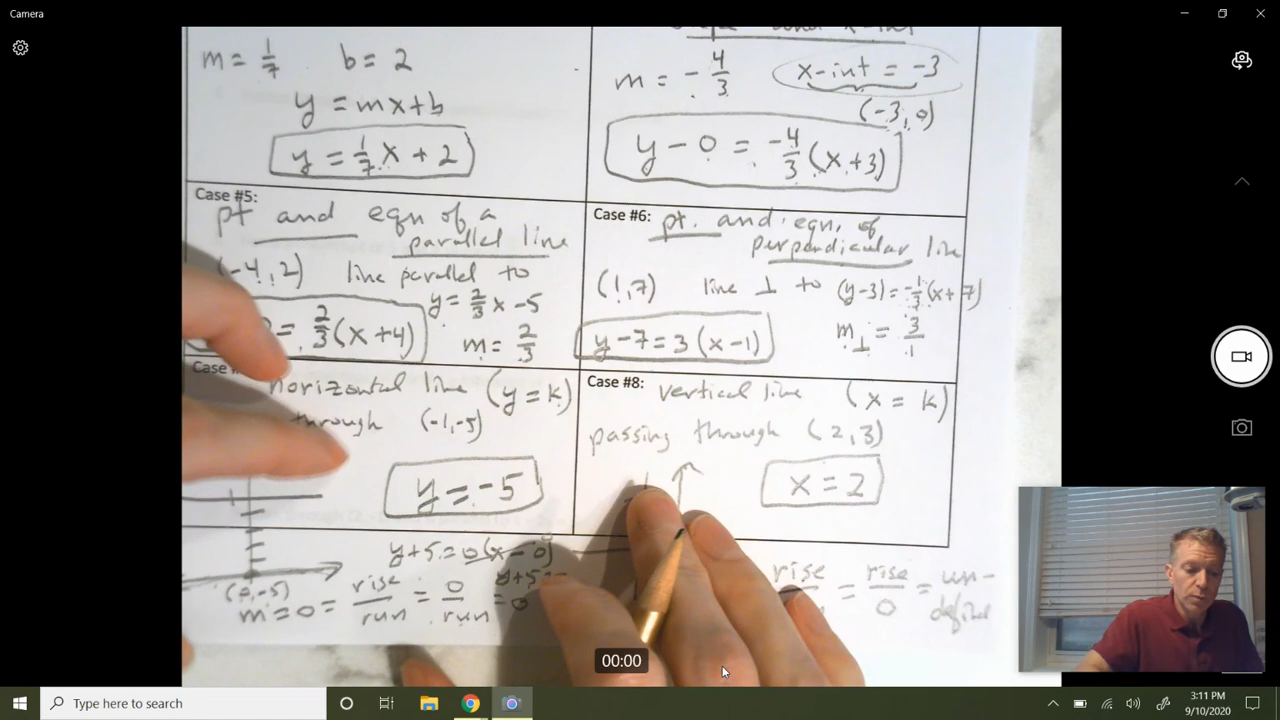 Camera
m = 1/7   b = 2
y = mx+b
y = 1/7 x + 2
m = - 4/3   x-int = -3
(-3, 0)
y - 0 = -4/3 (x+3)
Case #5:
pt and eqn of a
parallel line
(-4, 2) line parallel to
y = 2/3 x -5
= 2/3 (x+4)
m = 2/3
Case #6: pt. and eqn. of
perpendicular line
(1,7) line ⊥ to (y-3) = -1/3 (x+7)
y-7=3(x-1)
m⊥ = 3/1
horizontal line (y=k)
through (-1,-5)
y = -5
Case #8: vertical line (x = k)
passing through (2,3)
x = 2
y+5=0(x-0)
y+5=
(0,-5)
m = 0 = rise/run = 0/run = 0
rise = rise/0 = un-
defined
00:00
Type here to search
3:11 PM
9/10/2020